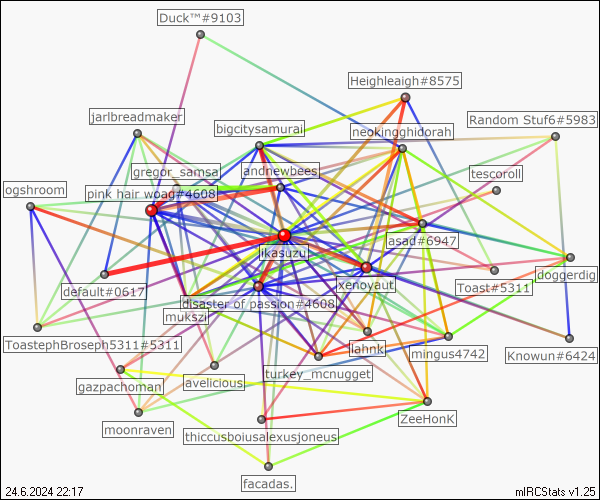 Duck™#9103
Heighleaigh#8575
jarlbreadmaker
Random Stuf6#5983
bigcitysamurai
neokingghidorah
gregor_samsa
andnewbees
tescoroll
ogshroom
pink hair woag#4608
asad#6947
ikasuzu
doggerdig
default#0617
xenoyaut
Toast#5311
disaster of passion#4608
mukszi
ToastephBroseph5311#5311
lahnk
mingus4742
Knowun#6424
turkey_mcnugget
avelicious
gazpachoman
ZeeHonK
moonraven
thiccusboiusalexusjoneus
facadas.
24.6.2024 22:17
mIRCStats v1.25